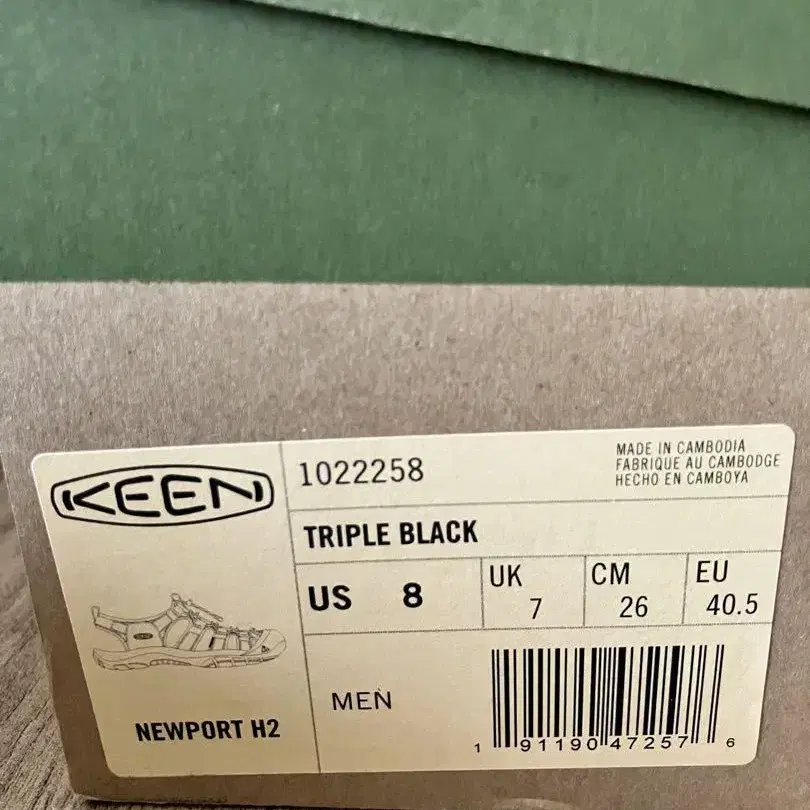 KEEN
1022258
MADE IN CAMBODIA
FABRIQUE AU CAMBODGE
HECHO EN CAMBOYA
TRIPLE BLACK
US 8
UK 7
CM 26
EU 40.5
MEN
NEWPORT H2
1 91190 47257 6